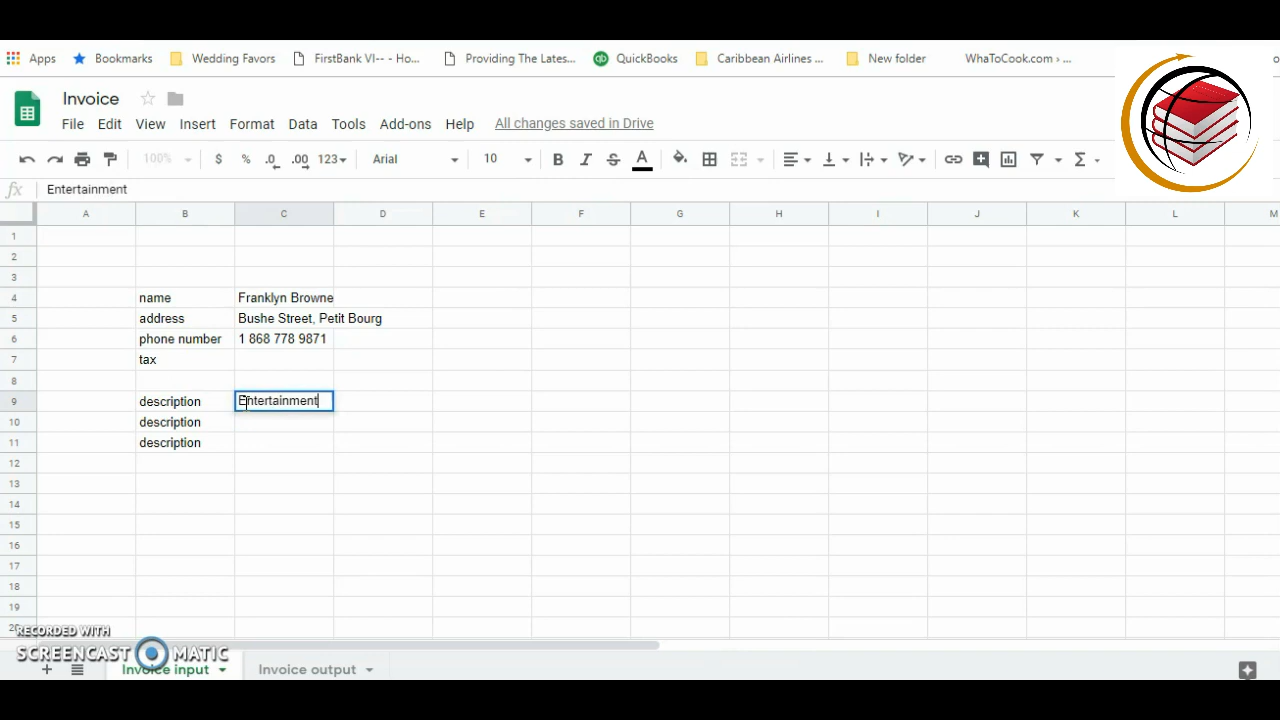 Apps Bookmarks Wedding Favors FirstBank VI-- - Ho... Providing The Lates... QuickBooks Caribbean Airlines ... New folder WhaToCook.com › ...
Invoice
File Edit View Insert Format Data Tools Add-ons Help All changes saved in Drive
100% $ % .0 .00 123 Arial 10 B I S A Σ
fx Entertainment
A B C D E F G H I J K L M
1
2
3
4 name Franklyn Browne
5 address Bushe Street, Petit Bourg
6 phone number 1 868 778 9871
7 tax
8
9 description Entertainment
10 description
11 description
12
13
14
15
16
17
18
19
RECORDED WITH
SCREENCAST MATIC
Invoice input Invoice output